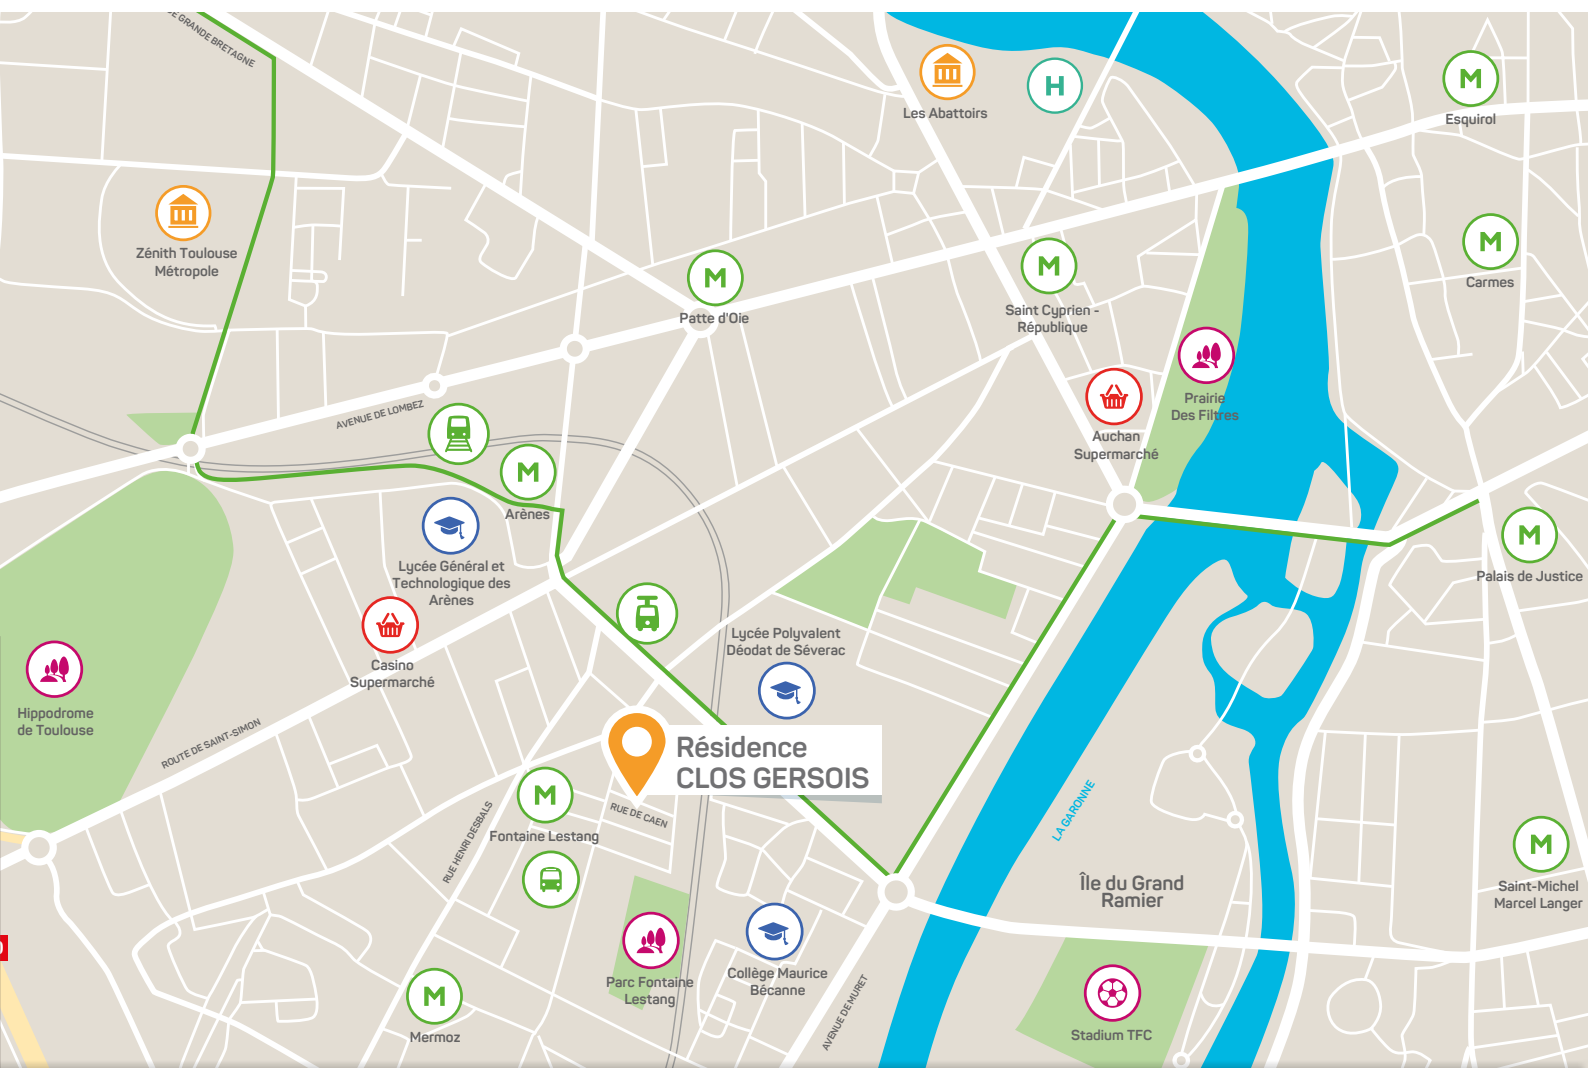 DE GRANDE BRETAGNE
Les Abattoirs
H
M
Esquirol
Zénith Toulouse
Métropole
M
Patte d'Oie
M
Saint Cyprien -
République
M
Carmes
Prairie
Des Filtres
AVENUE DE LOMBEZ
Auchan
Supermarché
M
Arènes
M
Palais de Justice
Lycée Général et
Technologique des
Arènes
Casino
Supermarché
Lycée Polyvalent
Déodat de Séverac
Hippodrome
de Toulouse
ROUTE DE SAINT-SIMON
Résidence
CLOS GERSOIS
M
Fontaine Lestang
RUE DE CAEN
RUE HENRI DESBALS
LA GARONNE
M
Saint-Michel
Marcel Langer
Île du Grand
Ramier
Parc Fontaine
Lestang
Collège Maurice
Bécanne
AVENUE DE MURET
M
Mermoz
Stadium TFC